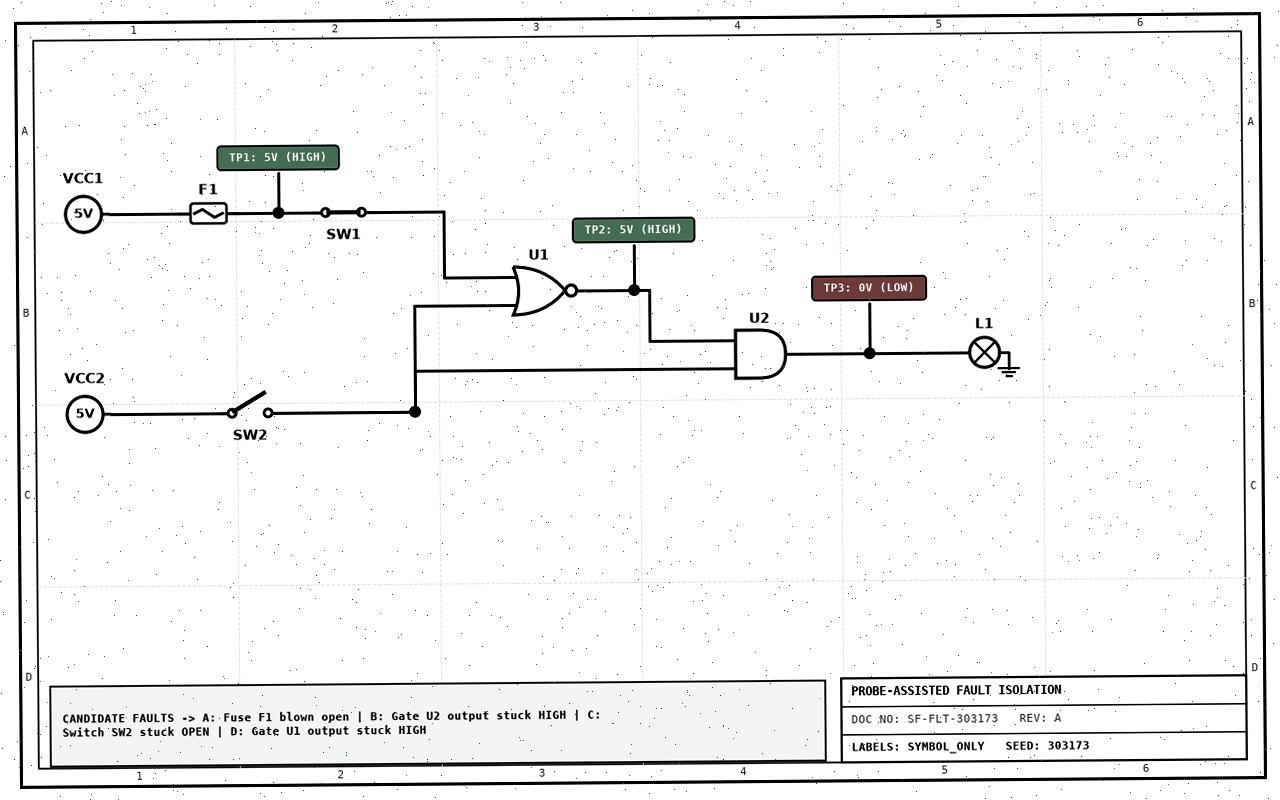 1 2 3 4 5 6
A A
TP1: 5V (HIGH)
VCC1
F1
5V
SW1
TP2: 5V (HIGH)
U1
TP3: 0V (LOW)
B B
U2
L1
VCC2
5V
SW2
C C
D D
PROBE-ASSISTED FAULT ISOLATION
DOC NO: SF-FLT-303173 REV: A
LABELS: SYMBOL_ONLY SEED: 303173
CANDIDATE FAULTS -> A: Fuse F1 blown open | B: Gate U2 output stuck HIGH | C:
Switch SW2 stuck OPEN | D: Gate U1 output stuck HIGH
1 2 3 4 5 6